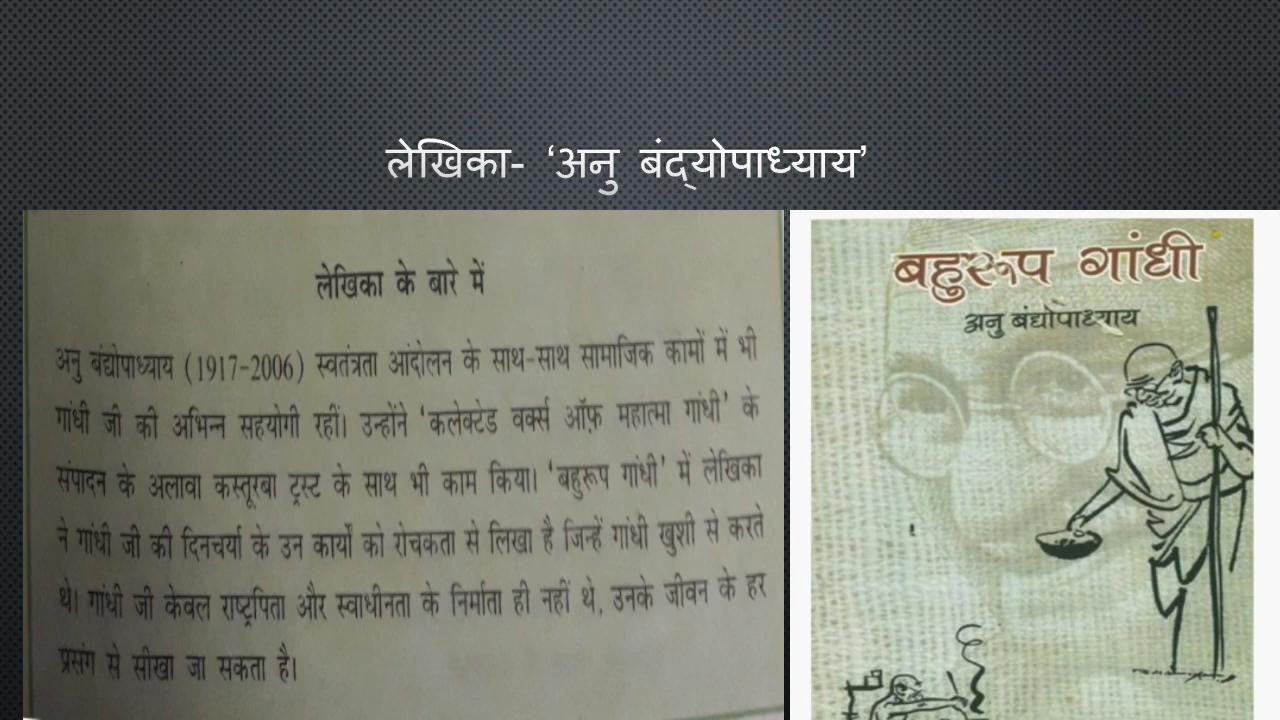 लेखिका- ‘अनु बंद्योपाध्याय’
लेखिका के बारे में
अनु बंद्योपाध्याय (1917-2006) स्वतंत्रता आंदोलन के साथ-साथ सामाजिक कामों में भी
गांधी जी की अभिन्न सहयोगी रहीं। उन्होंने ‘कलेक्टेड वर्क्स ऑफ़ महात्मा गांधी’ के
संपादन के अलावा कस्तूरबा ट्रस्ट के साथ भी काम किया। ‘बहुरूप गांधी’ में लेखिका
ने गांधी जी की दिनचर्या के उन कार्यों को रोचकता से लिखा है जिन्हें गांधी खुशी से करते
थे। गांधी जी केवल राष्ट्रपिता और स्वाधीनता के निर्माता ही नहीं थे, उनके जीवन के हर
प्रसंग से सीखा जा सकता है।
बहुरूप गांधी
अनु बंद्योपाध्याय